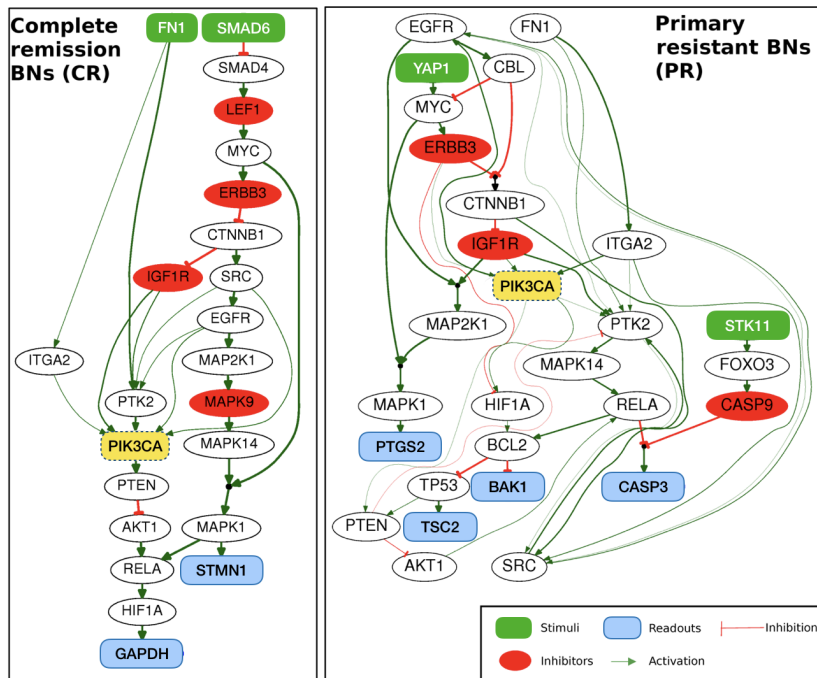 Complete
remission
BNs (CR)
FN1
SMAD6
SMAD4
LEF1
MYC
ERBB3
CTNNB1
IGF1R
SRC
EGFR
ITGA2
MAP2K1
PTK2
MAPK9
PIK3CA
MAPK14
PTEN
AKT1
MAPK1
RELA
STMN1
HIF1A
GAPDH
Primary
resistant BNs
(PR)
EGFR
FN1
YAP1
CBL
MYC
ERBB3
CTNNB1
IGF1R
ITGA2
PIK3CA
MAP2K1
PTK2
STK11
MAPK14
FOXO3
MAPK1
HIF1A
RELA
CASP9
PTGS2
BCL2
TP53
BAK1
CASP3
PTEN
TSC2
AKT1
SRC
Stimuli
Readouts
Inhibition
Inhibitors
Activation